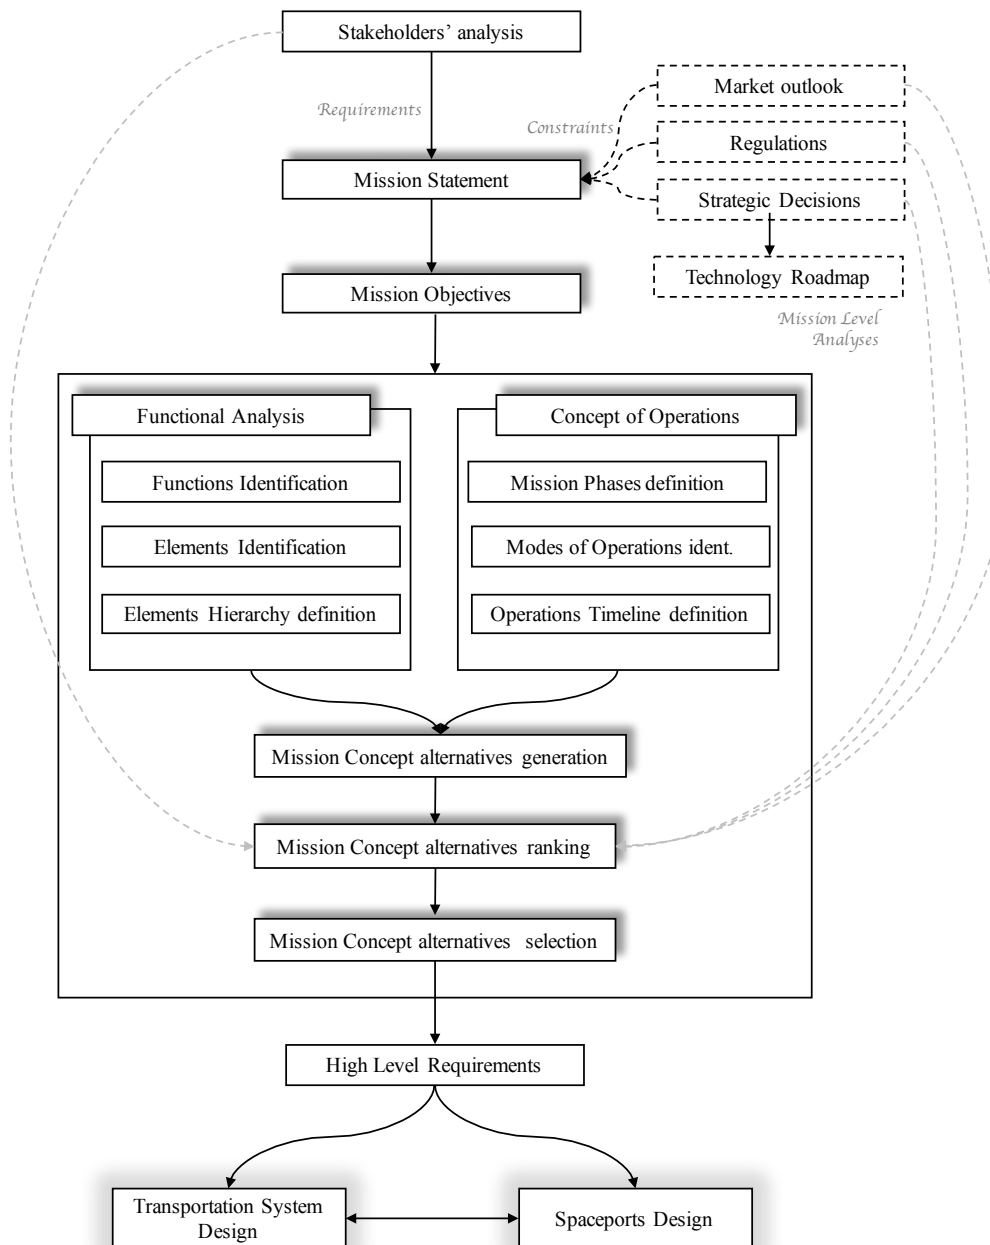 Stakeholders’ analysis
Market outlook
Requirements
Constraints
Regulations
Mission Statement
Strategic Decisions
Technology Roadmap
Mission Objectives
Mission Level
Analyses
Functional Analysis
Concept of Operations
Functions Identification
Mission Phases definition
Elements Identification
Modes of Operations ident.
Elements Hierarchy definition
Operations Timeline definition
Mission Concept alternatives generation
Mission Concept alternatives ranking
Mission Concept alternatives selection
High Level Requirements
Transportation System
Design
Spaceports Design